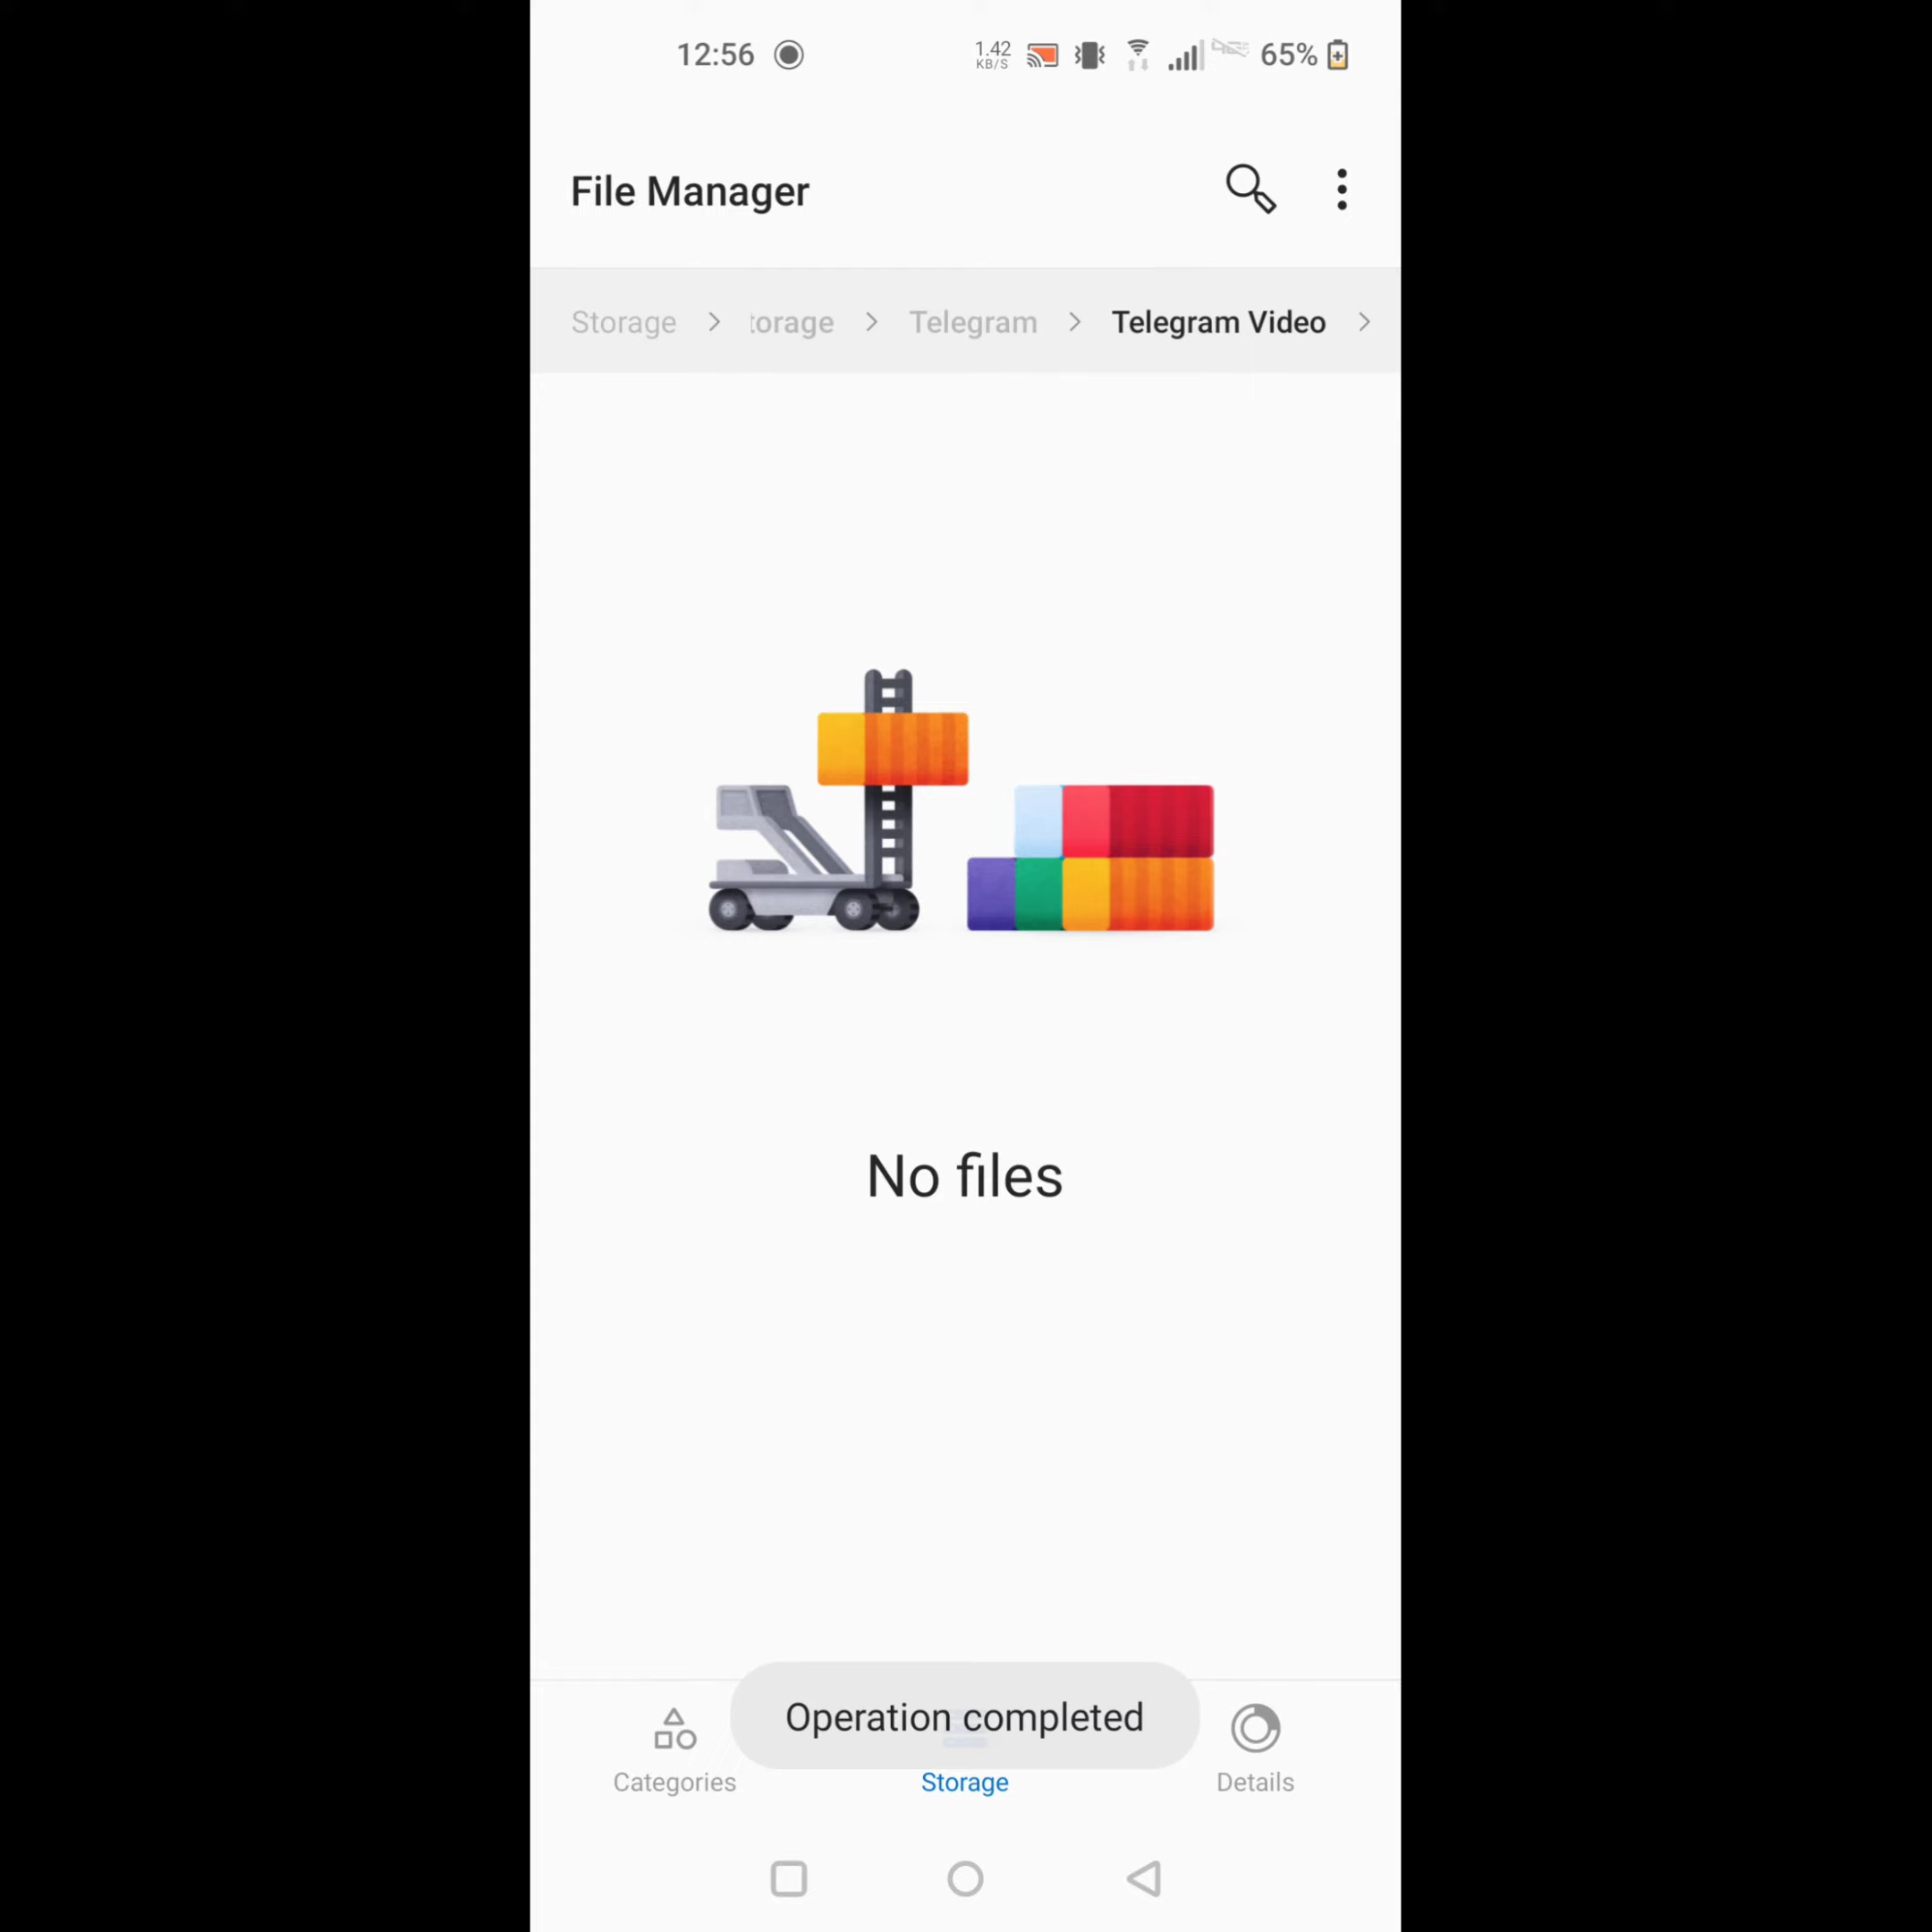 12:56 1.42 KB/S 65%
File Manager
Storage > torage > Telegram > Telegram Video >
No files
Operation completed
Categories Storage Details